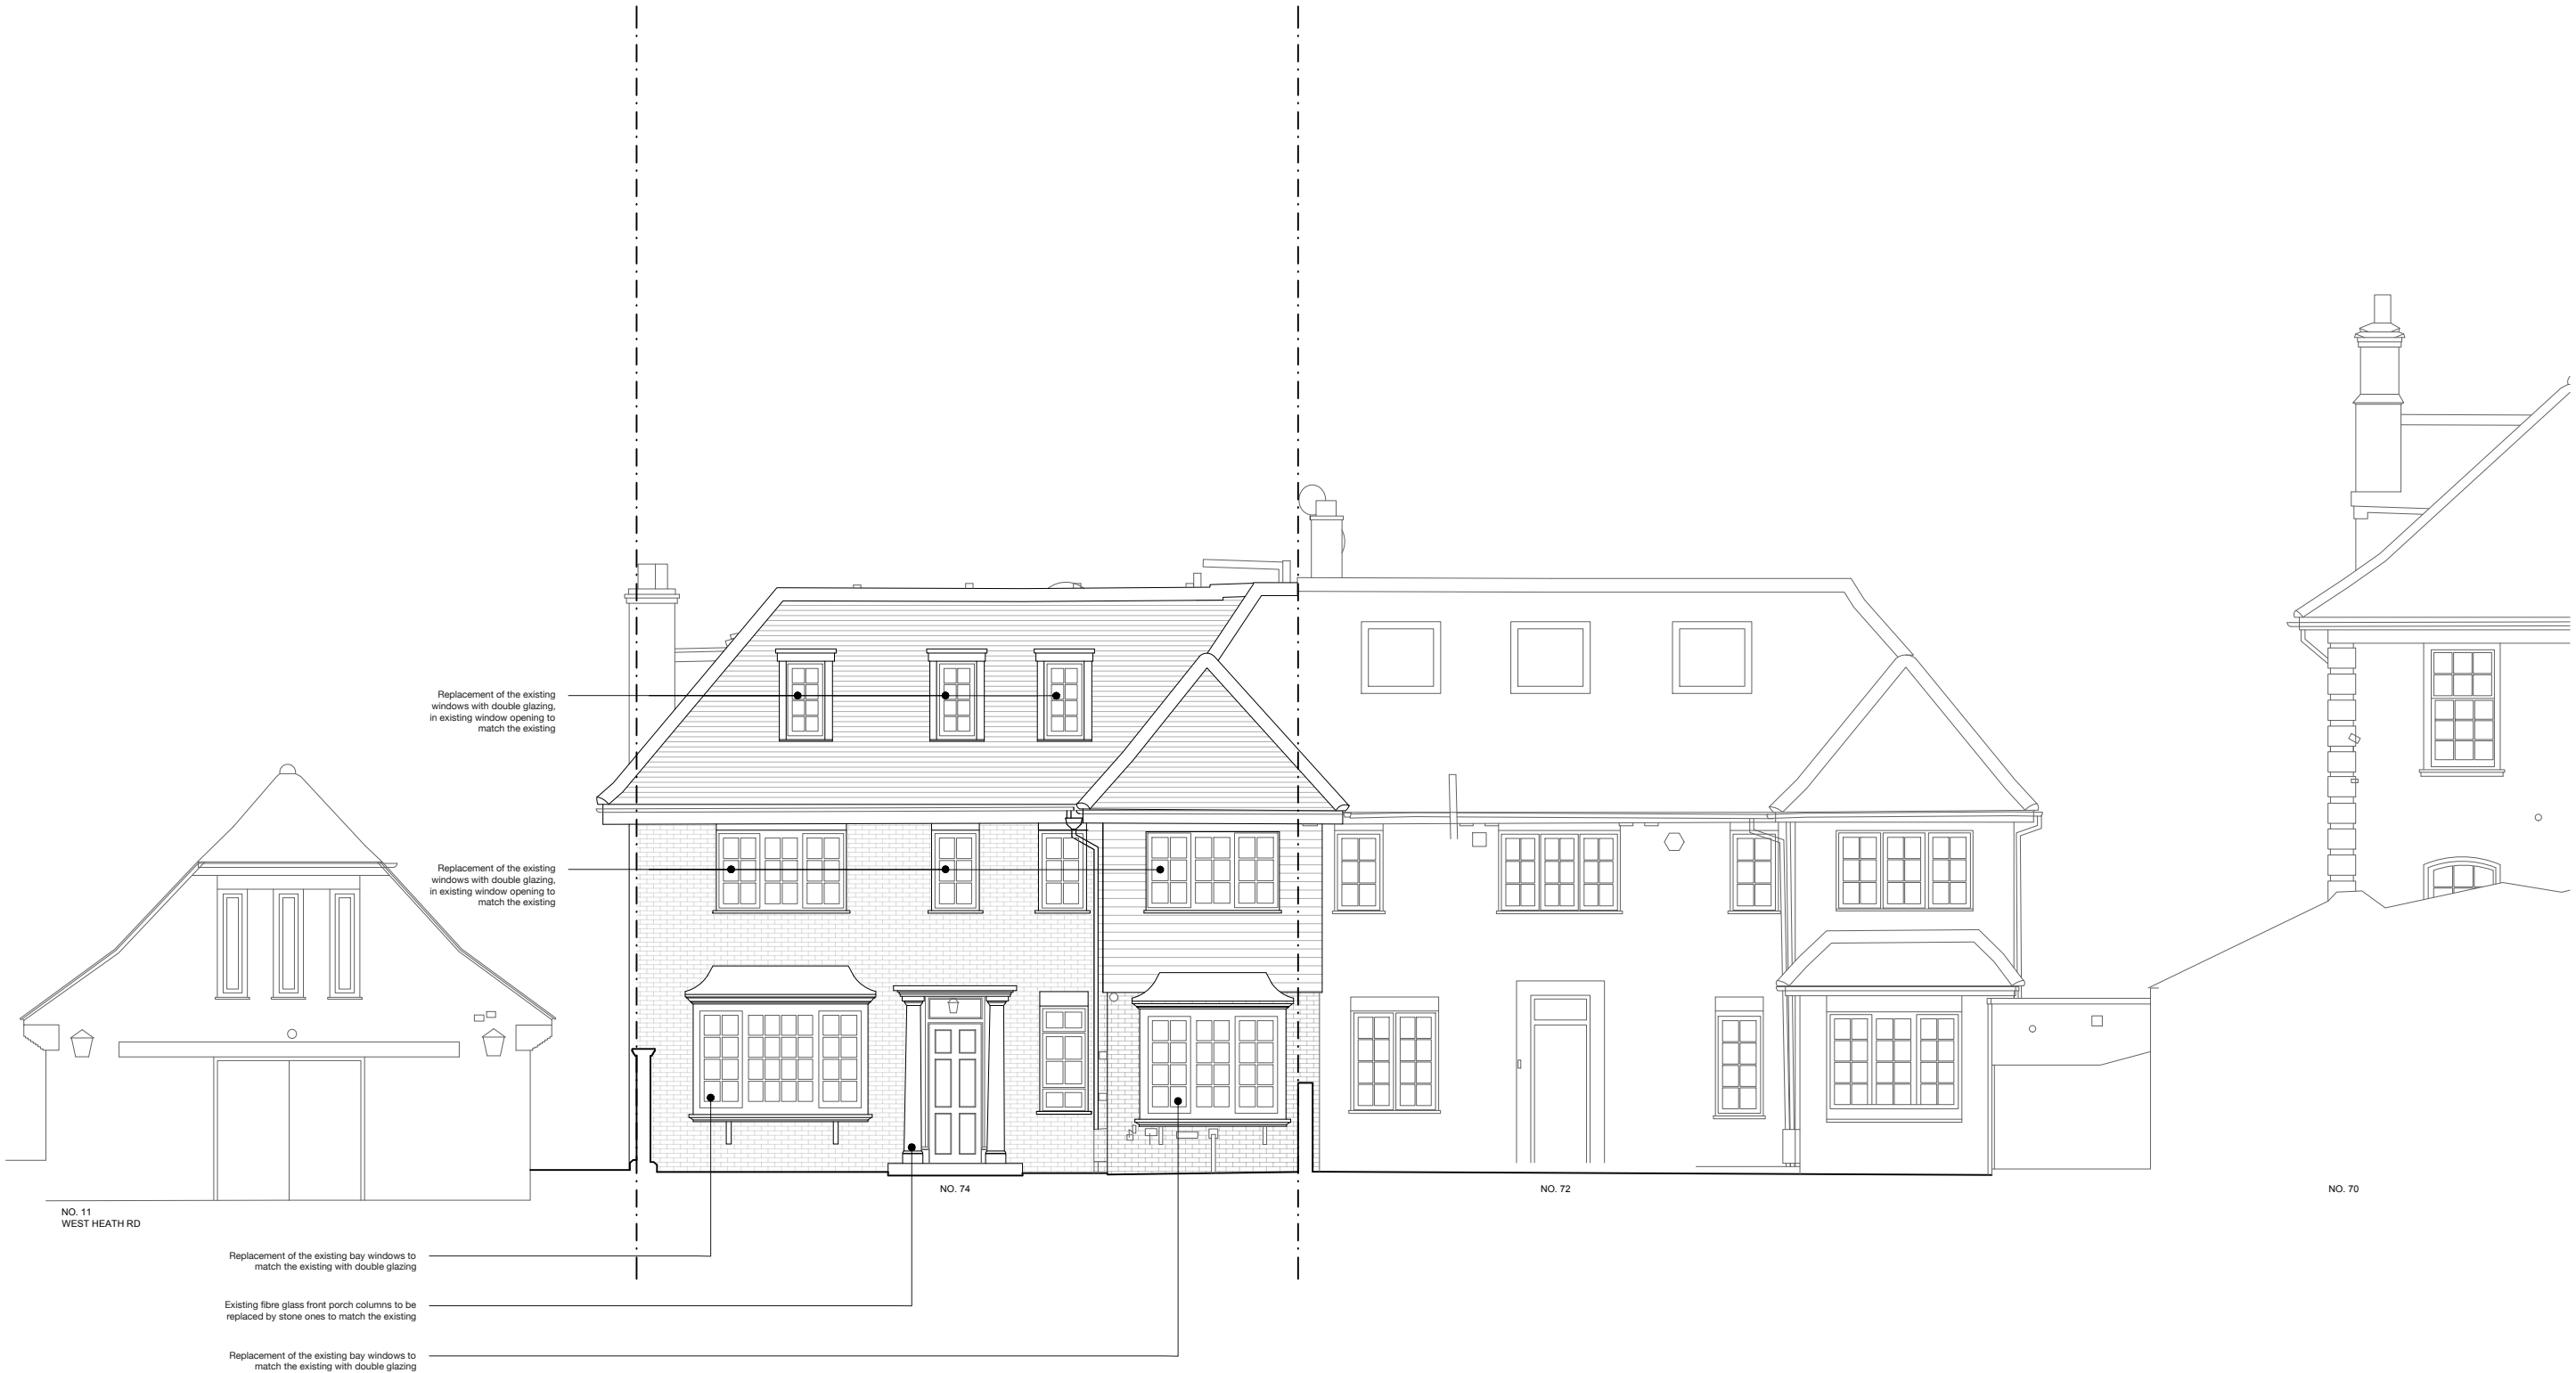 Replacement of the existing
windows with double glazing,
in existing window opening to
match the existing
Replacement of the existing
windows with double glazing,
in existing window opening to
match the existing
NO. 74
NO. 72
NO. 70
NO. 11
WEST HEATH RD
Replacement of the existing bay windows to
match the existing with double glazing
Existing fibre glass front porch columns to be
replaced by stone ones to match the existing
Replacement of the existing bay windows to
match the existing with double glazing